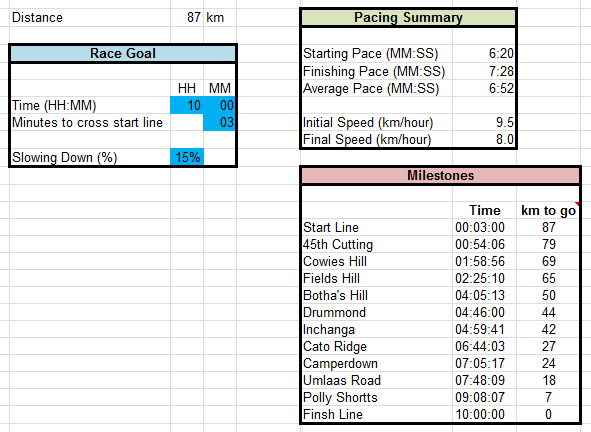 Distance 87 km
Race Goal
HH MM
Time (HH:MM) 10 00
Minutes to cross start line 03
Slowing Down (%) 15%
Pacing Summary
Starting Pace (MM:SS) 6:20
Finishing Pace (MM:SS) 7:28
Average Pace (MM:SS) 6:52
Initial Speed (km/hour) 9.5
Final Speed (km/hour) 8.0
Milestones
Time km to go
Start Line 00:03:00 87
45th Cutting 00:54:06 79
Cowies Hill 01:58:56 69
Fields Hill 02:25:10 65
Botha's Hill 04:05:13 50
Drummond 04:46:00 44
Inchanga 04:59:41 42
Cato Ridge 06:44:03 27
Camperdown 07:05:17 24
Umlaas Road 07:48:09 18
Polly Shortts 09:08:07 7
Finsh Line 10:00:00 0